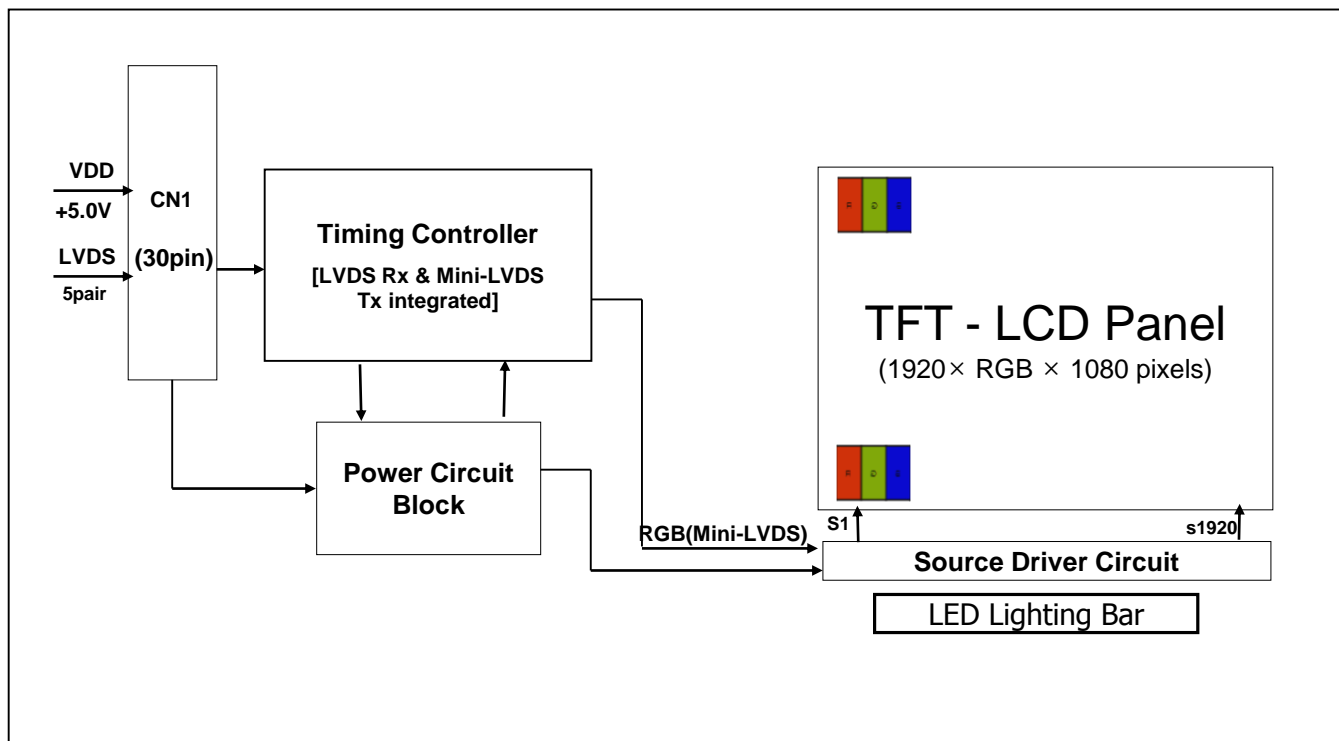 VDD
+5.0V
LVDS
5pair
CN1
(30pin)
Timing Controller
[LVDS Rx & Mini-LVDS
Tx integrated]
Power Circuit
Block
RGB(Mini-LVDS)
TFT - LCD Panel
(1920× RGB × 1080 pixels)
G
G
S1
s1920
Source Driver Circuit
LED Lighting Bar